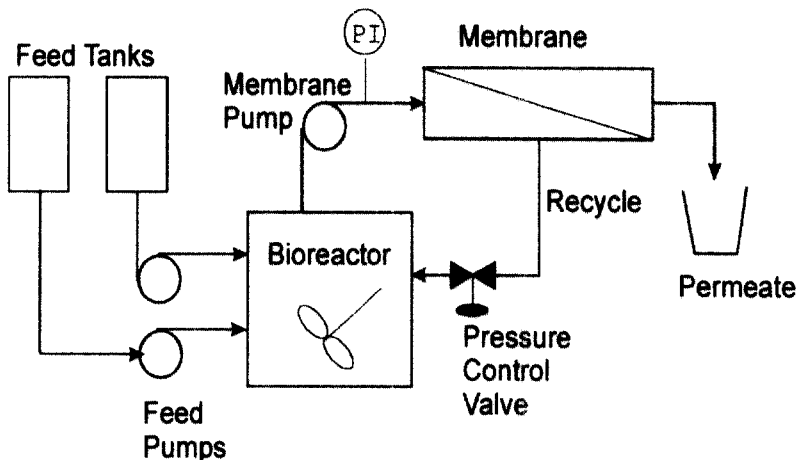 PI
Feed Tanks
Membrane
Membrane
Pump
Recycle
Bioreactor
Permeate
Pressure
Control
Valve
Feed
Pumps